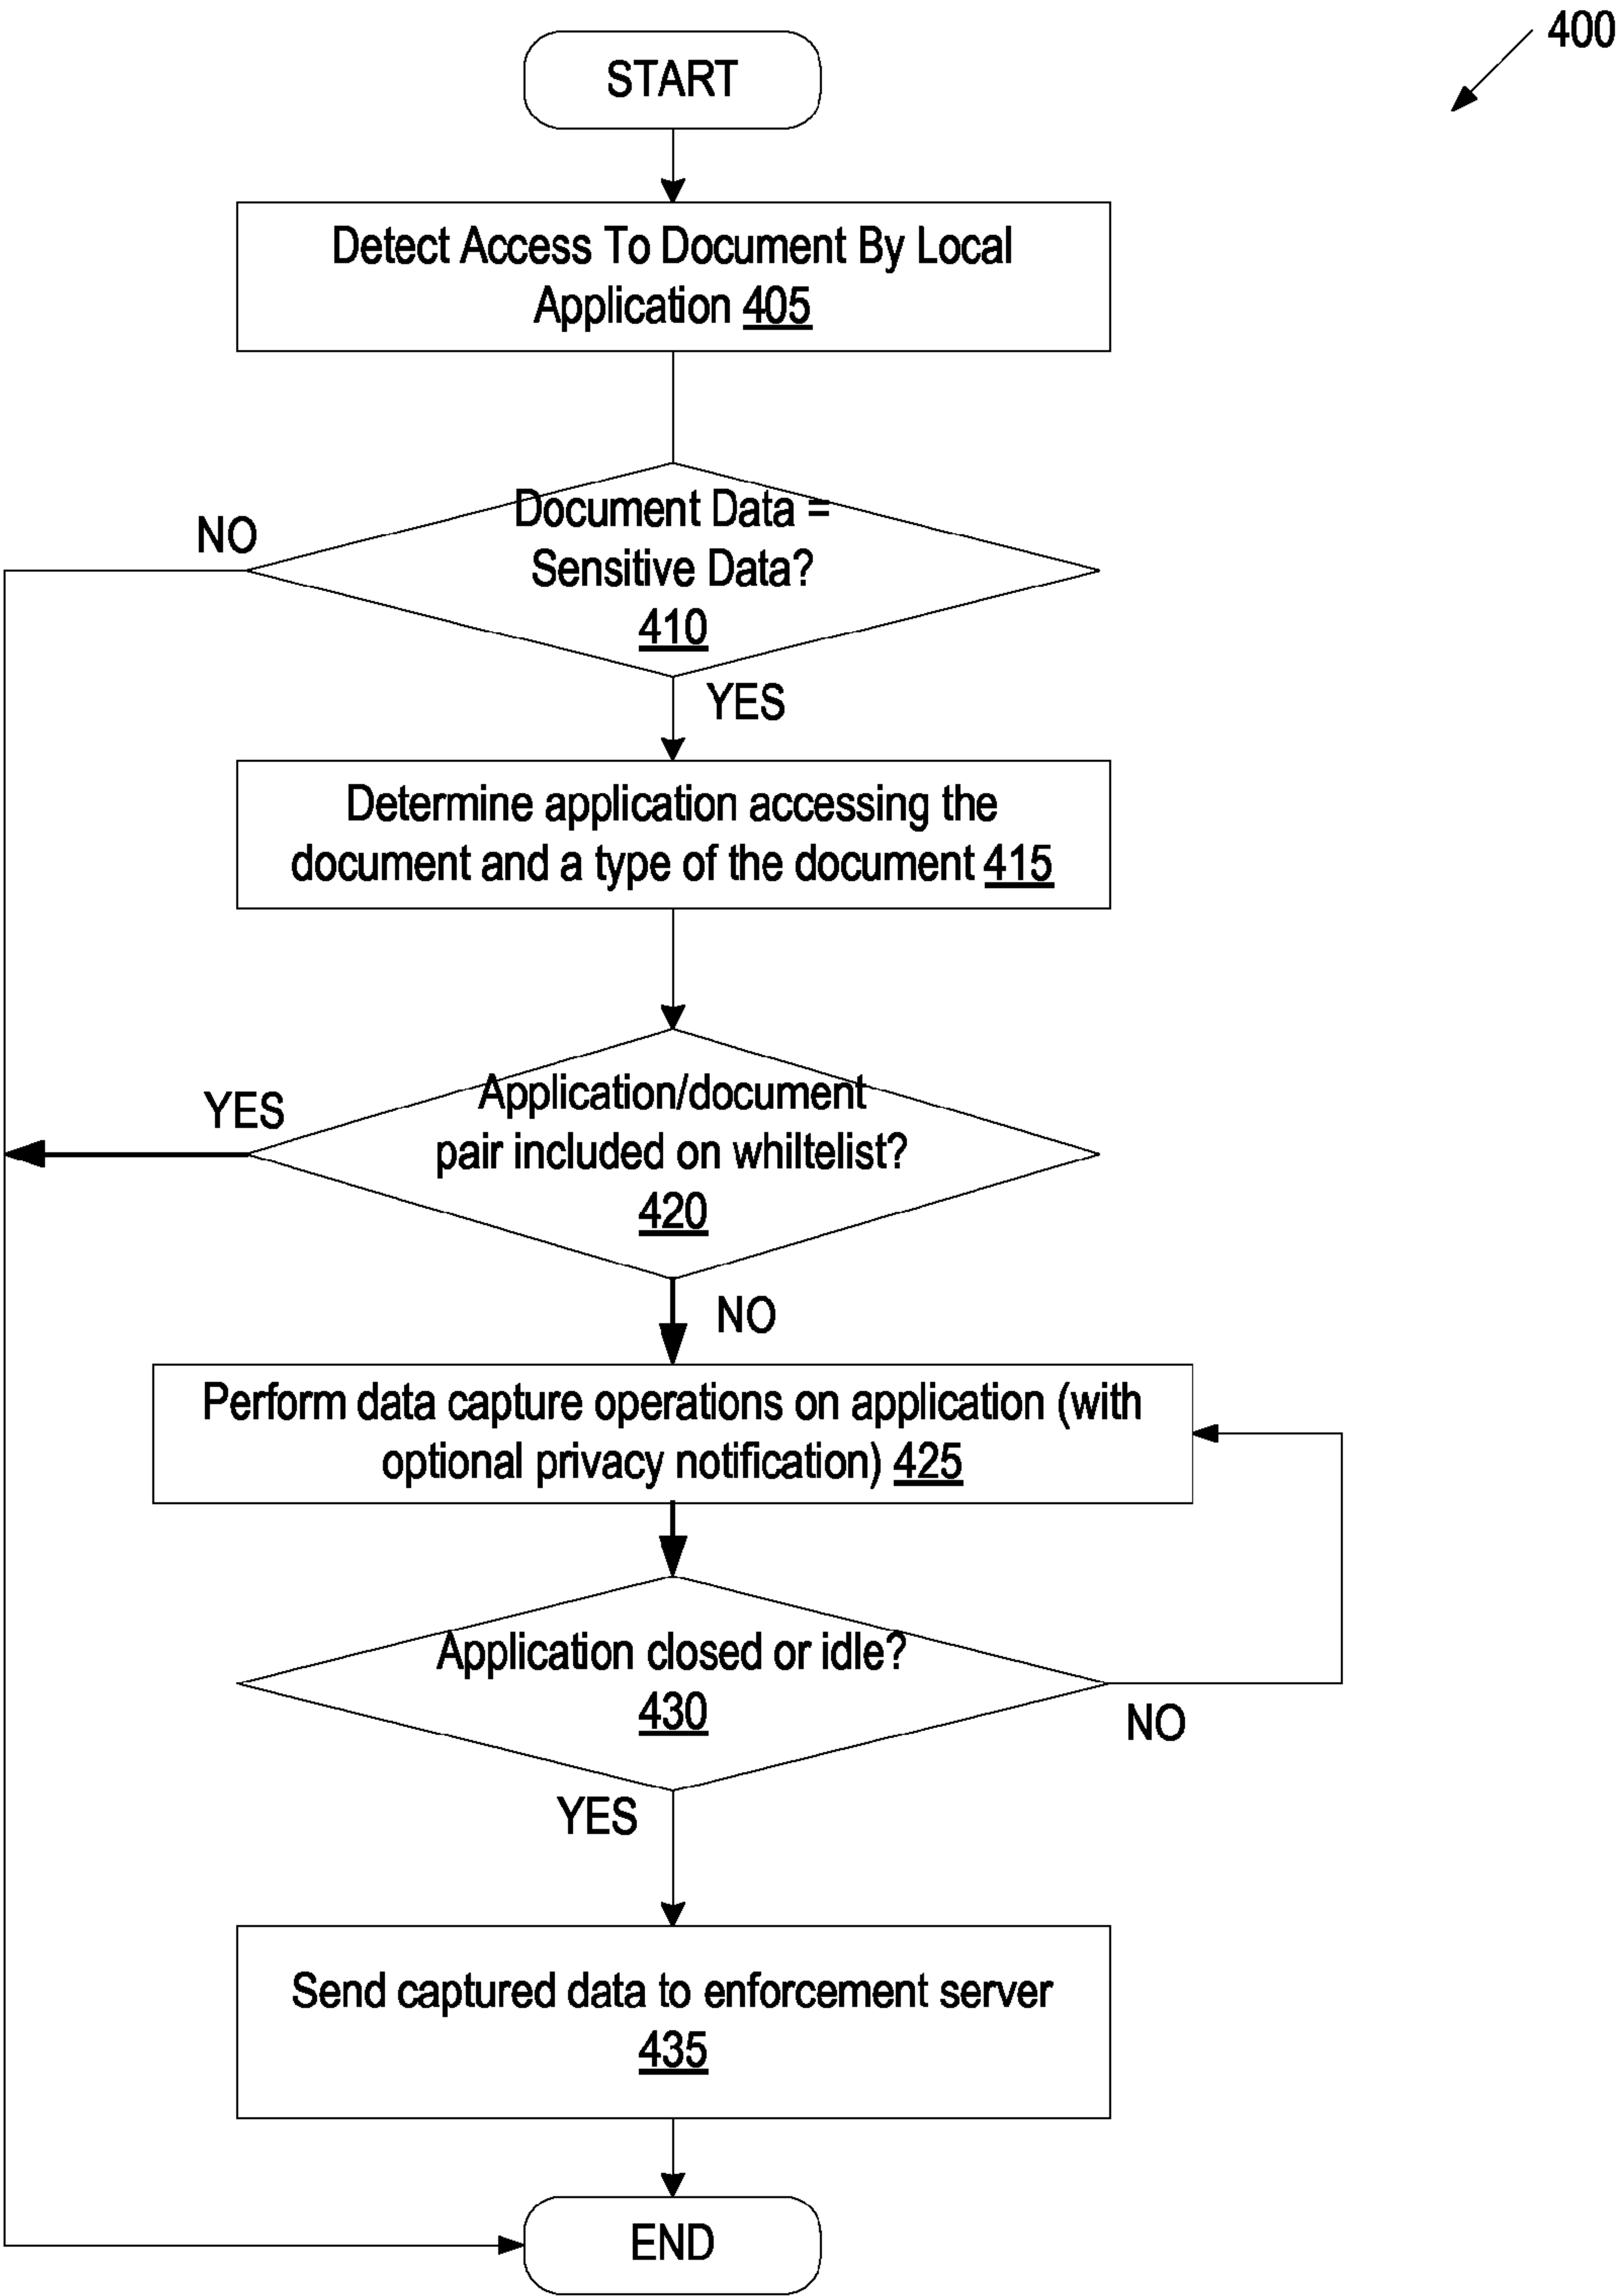 400
START
Detect Access To Document By Local
Application 405
Document Data =
Sensitive Data?
410
NO
YES
Determine application accessing the
document and a type of the document 415
Application/document
pair included on whiltelist?
420
YES
NO
Perform data capture operations on application (with
optional privacy notification) 425
Application closed or idle?
430
NO
YES
Send captured data to enforcement server
435
END